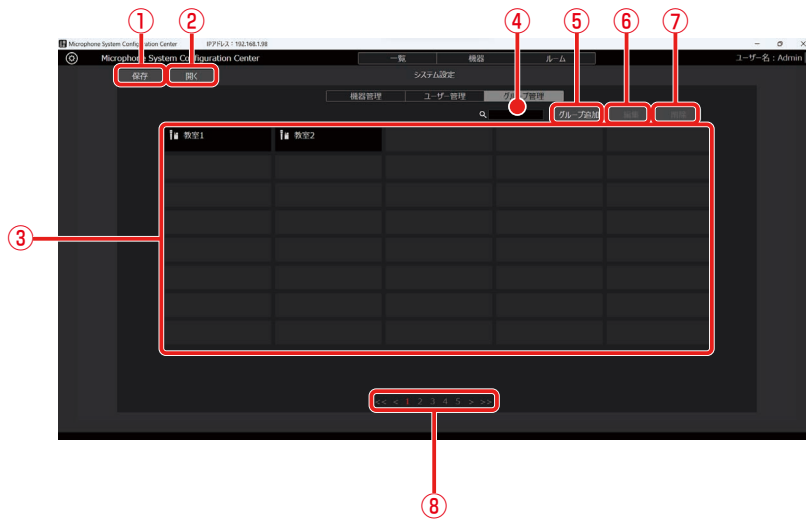 ① ② ④ ⑤ ⑥ ⑦
Microphone System Configuration Center IPアドレス：192.168.1.98
Microphone System Configuration Center 一覧 機器 ルーム ユーザー名：Admin
保存 開く システム設定
機器管理 ユーザー管理 グループ管理
グループ追加 編集 削除
教室1 教室2
③
<< < 1 2 3 4 5 > >>
⑧